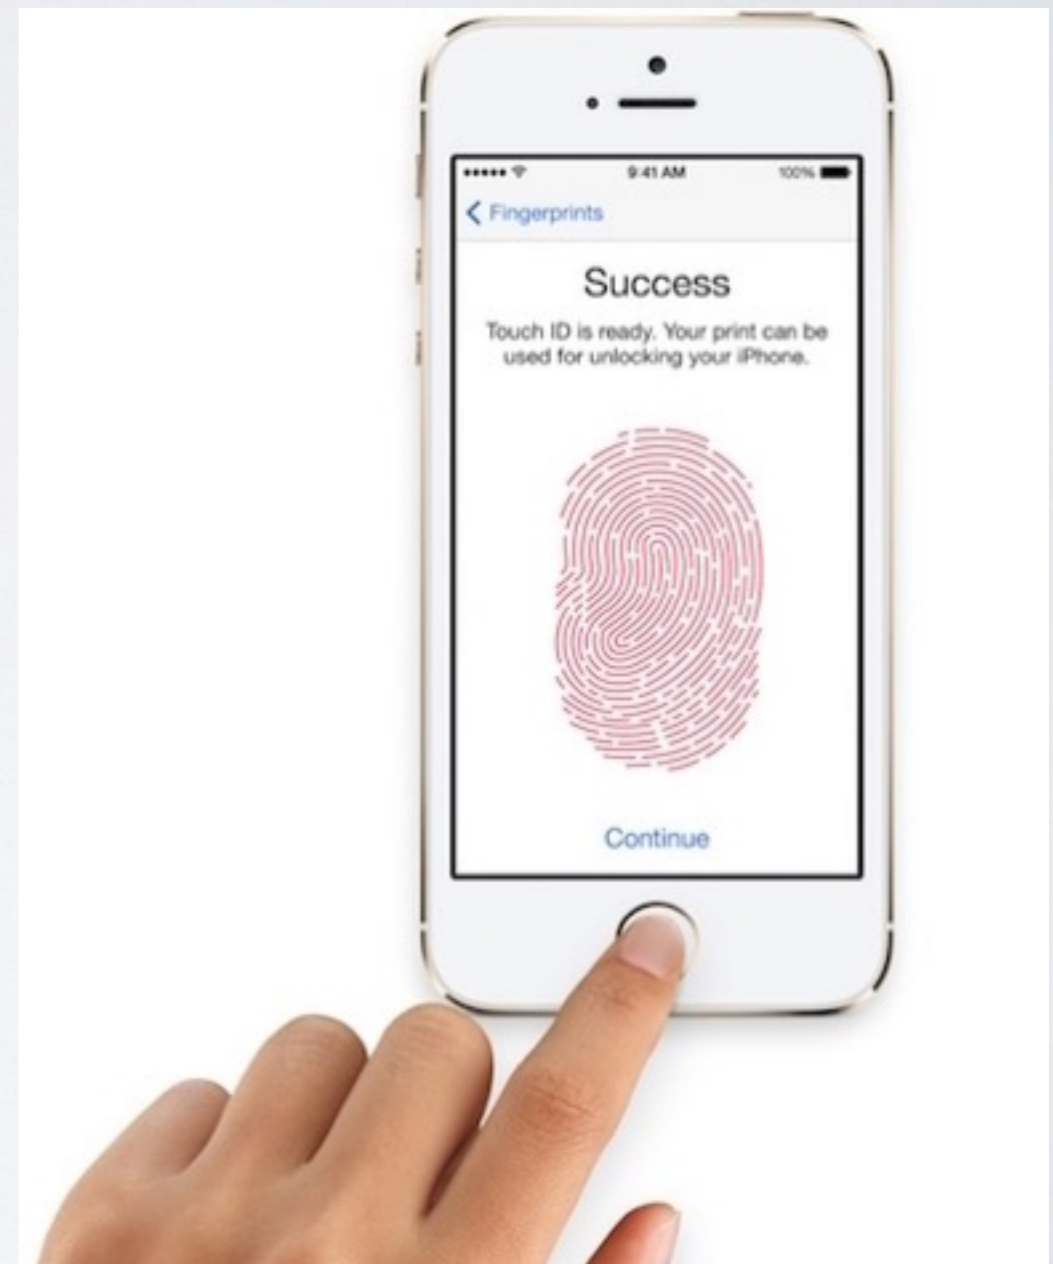 9:41 AM 100%
Fingerprints
Success
Touch ID is ready. Your print can be
used for unlocking your iPhone.
Continue